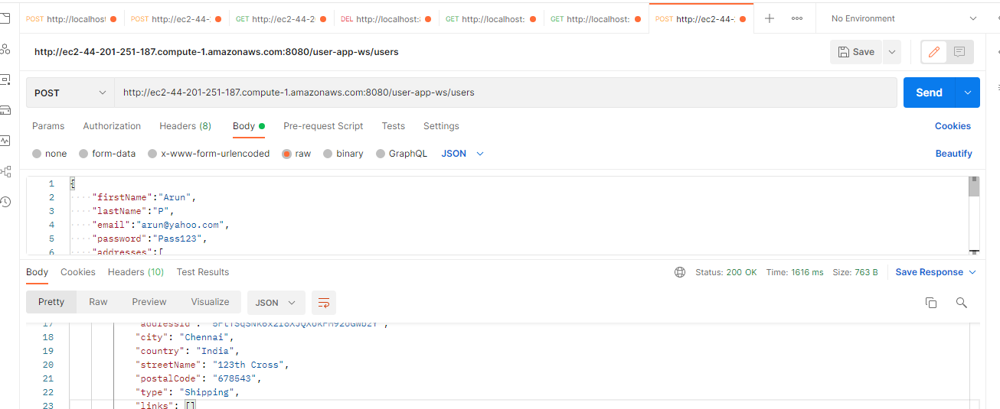 POST http://localhost: POST http://ec2-44- GET http://ec2-44-2 DEL http://localhost: GET http://localhost: GET http://localhost: POST http://ec2-44- No Environment
http://ec2-44-201-251-187.compute-1.amazonaws.com:8080/user-app-ws/users Save
POST http://ec2-44-201-251-187.compute-1.amazonaws.com:8080/user-app-ws/users Send
Params Authorization Headers (8) Body Pre-request Script Tests Settings Cookies
none form-data x-www-form-urlencoded raw binary GraphQL JSON Beautify
1 {
2 "firstName":"Arun",
3 "lastName":"P",
4 "email":"arun@yahoo.com",
5 "password":"Pass123",
6 "addresses":[
Body Cookies Headers (10) Test Results Status: 200 OK Time: 1616 ms Size: 763 B Save Response
Pretty Raw Preview Visualize JSON
17 "addressId"
18 "city": "Chennai",
19 "country": "India",
20 "streetName": "123th Cross",
21 "postalCode": "678543",
22 "type": "Shipping",
23 "links": []